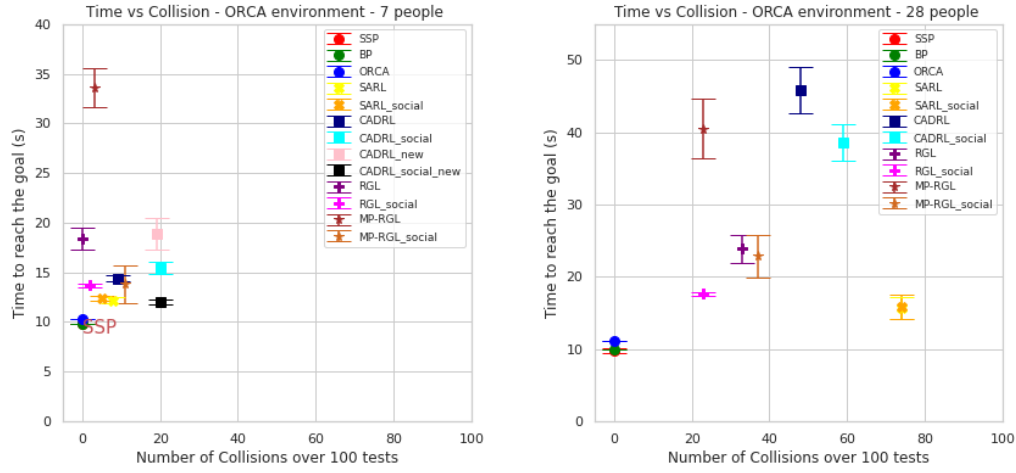 Time vs Collision - ORCA environment - 7 people
Time to reach the goal (s)
40
35
30
25
20
15
10
5
0
SSP
BP
ORCA
SARL
SARL_social
CADRL
CADRL_social
CADRL_new
CADRL_social_new
RGL
RGL_social
MP-RGL
MP-RGL_social
SSP
0 20 40 60 80 100
Number of Collisions over 100 tests
Time vs Collision - ORCA environment - 28 people
Time to reach the goal (s)
50
40
30
20
10
0
SSP
BP
ORCA
SARL
SARL_social
CADRL
CADRL_social
RGL
RGL_social
MP-RGL
MP-RGL_social
0 20 40 60 80 100
Number of Collisions over 100 tests